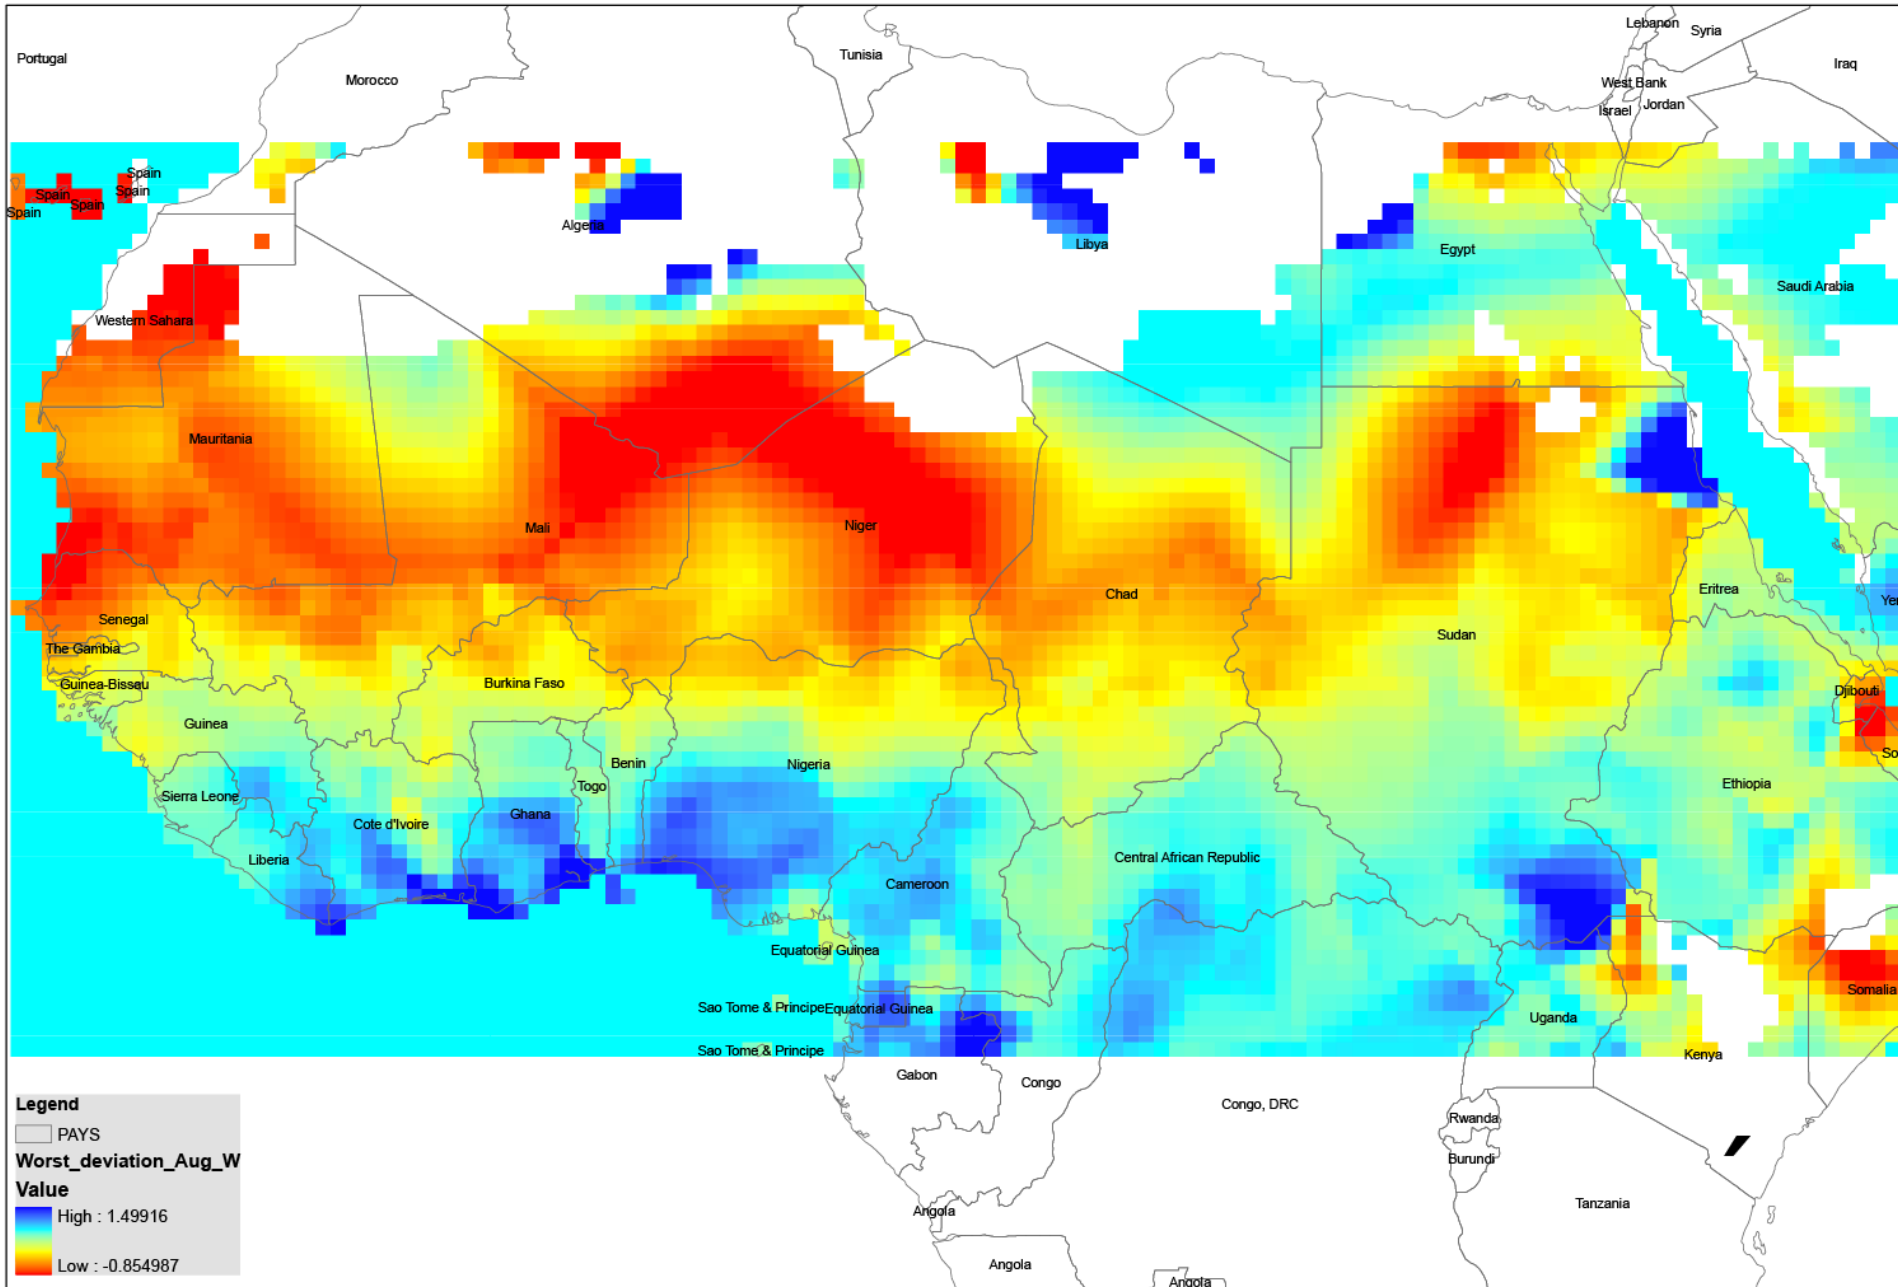 Lebanon
Syria
Portugal
Tunisia
Iraq
Morocco
West Bank
Israel
Jordan
Spain
Spain
Spain
Spain
Spain
Algeria
Libya
Egypt
Saudi Arabia
Western Sahara
Mauritania
Mali
Niger
Chad
Eritrea
Yer
Senegal
Sudan
The Gambia
Guinea-Bissau
Burkina Faso
Djibouti
Guinea
So
Benin
Nigeria
Togo
Ethiopia
Sierra Leone
Ghana
Cote d'Ivoire
Liberia
Central African Republic
Cameroon
Equatorial Guinea
Somalia
Sao Tome & Principe
Equatorial Guinea
Uganda
Sao Tome & Principe
Kenya
Gabon
Congo
Congo, DRC
Rwanda
Burundi
Tanzania
Angola
Angola
Angola
Legend
PAYS
Worst_deviation_Aug_W
Value
High : 1.49916
Low : -0.854987